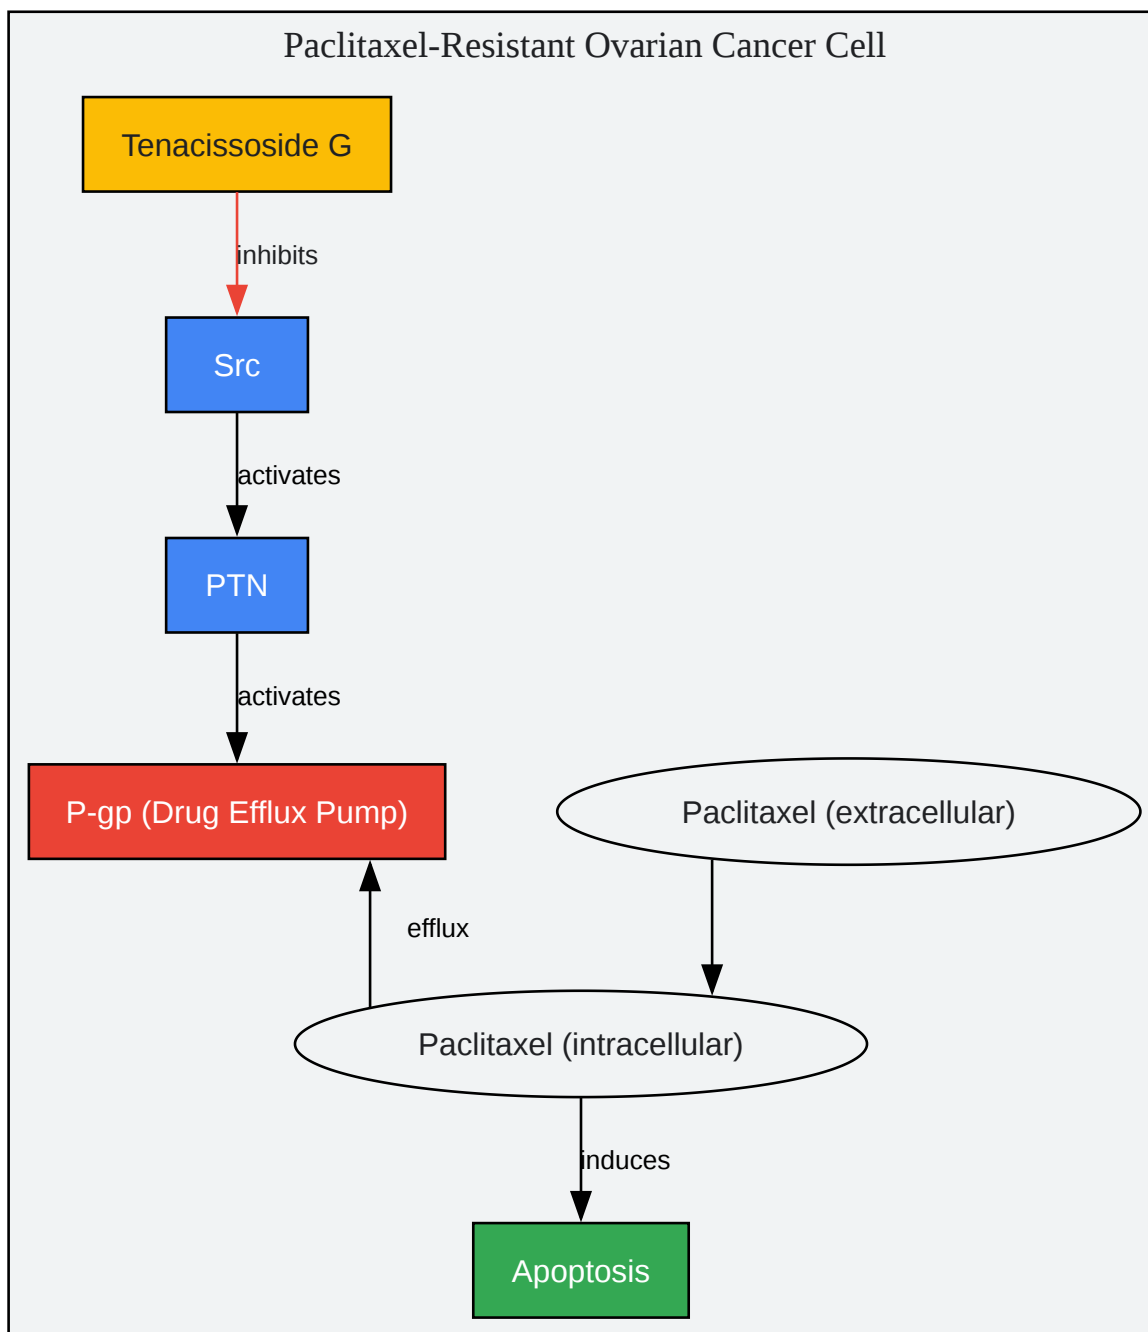 Paclitaxel-Resistant Ovarian Cancer Cell
Tenacissoside G
inhibits
Src
activates
PTN
activates
P-gp (Drug Efflux Pump)
Paclitaxel (extracellular)
efflux
Paclitaxel (intracellular)
induces
Apoptosis